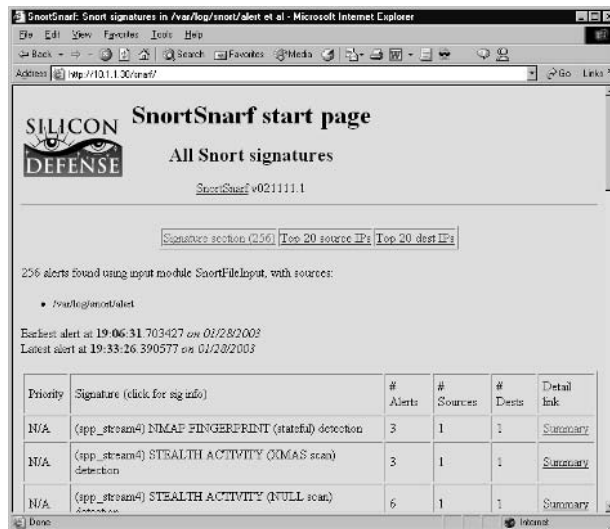 SnortSnarf: Snort signatures in /var/log/snort/alert et al - Microsoft Internet Explorer
File Edit View Favorites Tools Help
Back Search Favorites Media
Address http://10.1.1.30/snarf/ Go Links
SILICON
DEFENSE
SnortSnarf start page
All Snort signatures
SnortSnarf v021111.1
Signature section (256) Top 20 source IPs Top 20 dest IPs
256 alerts found using input module SnortFileInput, with sources:
• /var/log/snort/alert
Earliest alert at 19:06:31.703427 on 01/28/2003
Latest alert at 19:33:26.390577 on 01/28/2003
Priority Signature (click for sig info) # Alerts # Sources # Dests Detail link
N/A (spp_stream4) NMAP FINGERPRINT (stateful) detection 3 1 1 Summary
N/A (spp_stream4) STEALTH ACTIVITY (XMAS scan) detection 3 1 1 Summary
N/A (spp_stream4) STEALTH ACTIVITY (NULL scan) detection 6 1 1 Summary
Done Internet